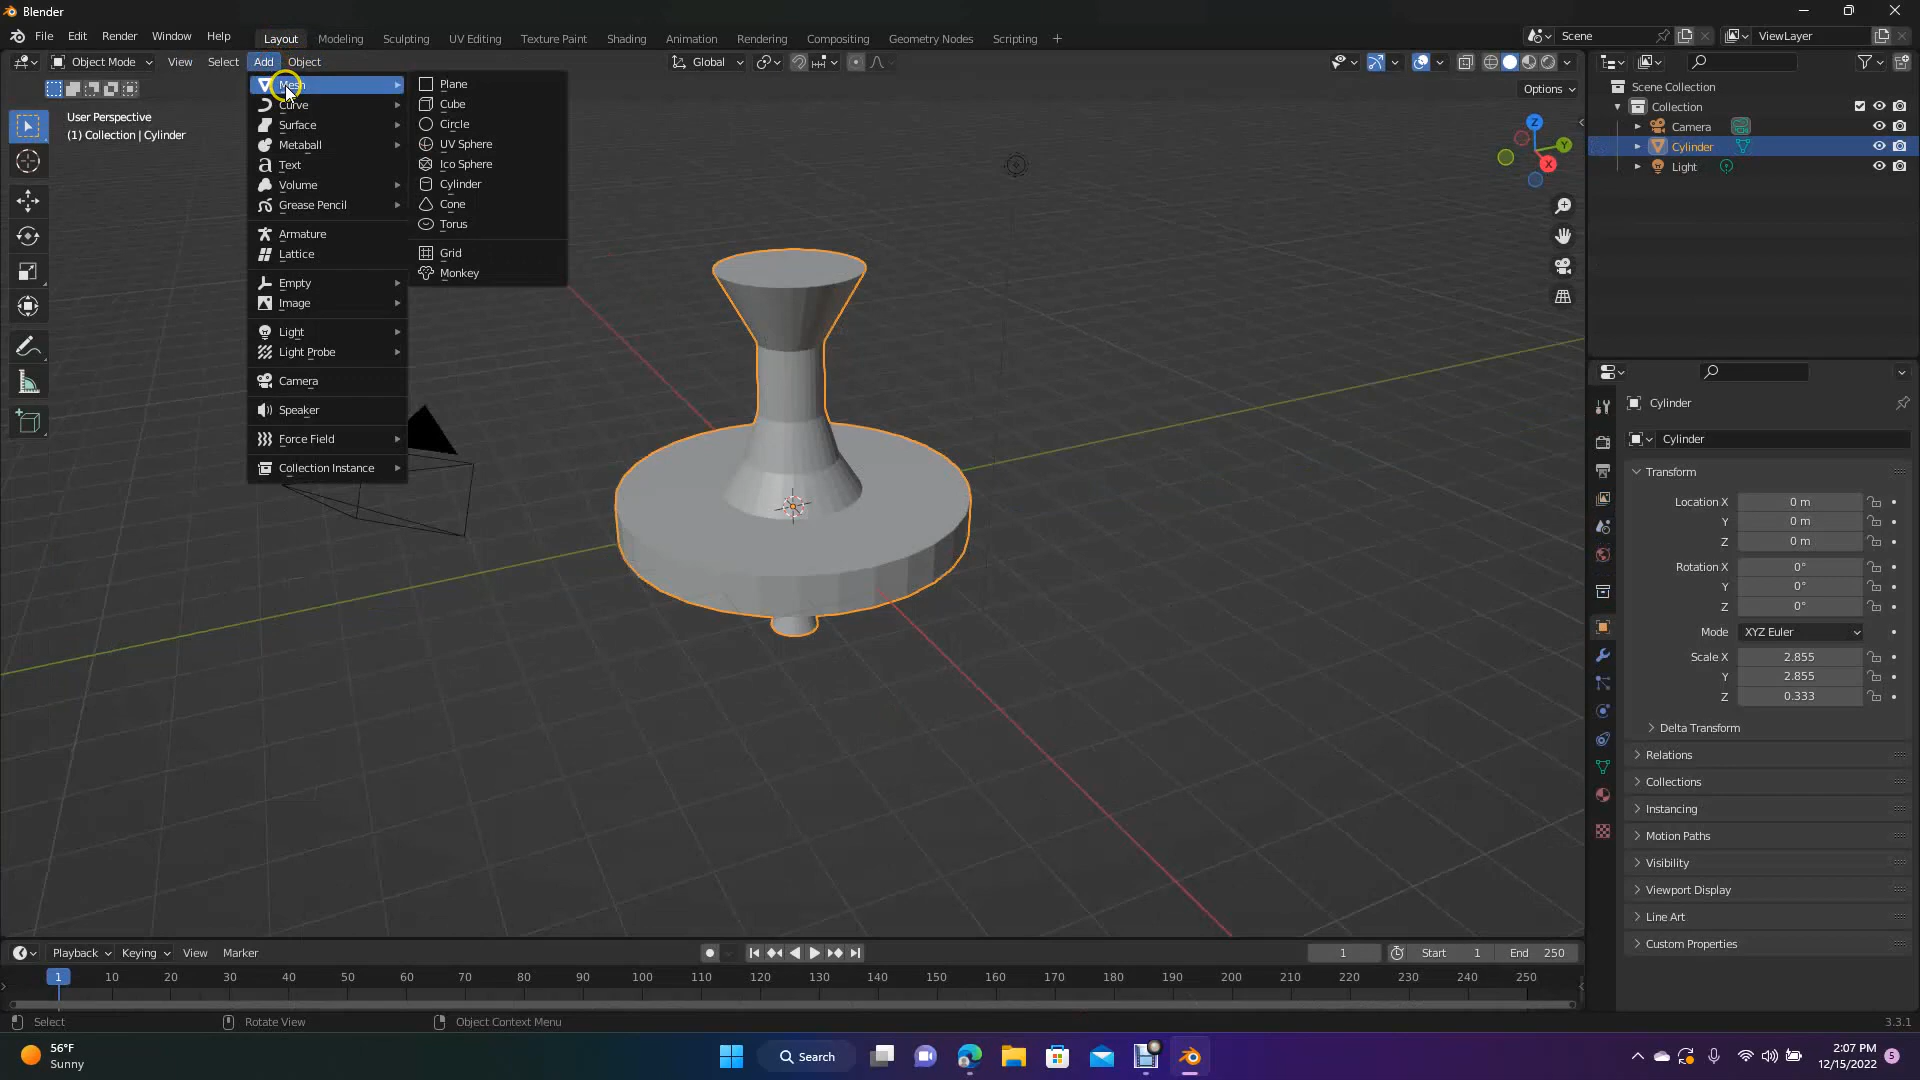 Blender
File Edit Render Window Help
Layout Modeling Sculpting UV Editing Texture Paint Shading Animation Rendering Compositing Geometry Nodes Scripting +
Scene
ViewLayer
Object Mode View Select Add Object
Global
Options
User Perspective
(1) Collection | Cylinder
Mesh
Curve
Surface
Metaball
Text
Volume
Grease Pencil
Armature
Lattice
Empty
Image
Light
Light Probe
Camera
Speaker
Force Field
Collection Instance
Plane
Cube
Circle
UV Sphere
Ico Sphere
Cylinder
Cone
Torus
Grid
Monkey
Z
Y
X
Scene Collection
Collection
Camera
Cylinder
Light
Cylinder
Cylinder
Transform
Location X 0 m
Y 0 m
Z 0 m
Rotation X 0°
Y 0°
Z 0°
Mode XYZ Euler
Scale X 2.855
Y 2.855
Z 0.333
Delta Transform
Relations
Collections
Instancing
Motion Paths
Visibility
Viewport Display
Line Art
Custom Properties
Playback Keying View Marker
1 Start 1 End 250
1 10 20 30 40 50 60 70 80 90 100 110 120 130 140 150 160 170 180 190 200 210 220 230 240 250
Select Rotate View Object Context Menu
3.3.1
56°F
Sunny
Search
2:07 PM
12/15/2022
5